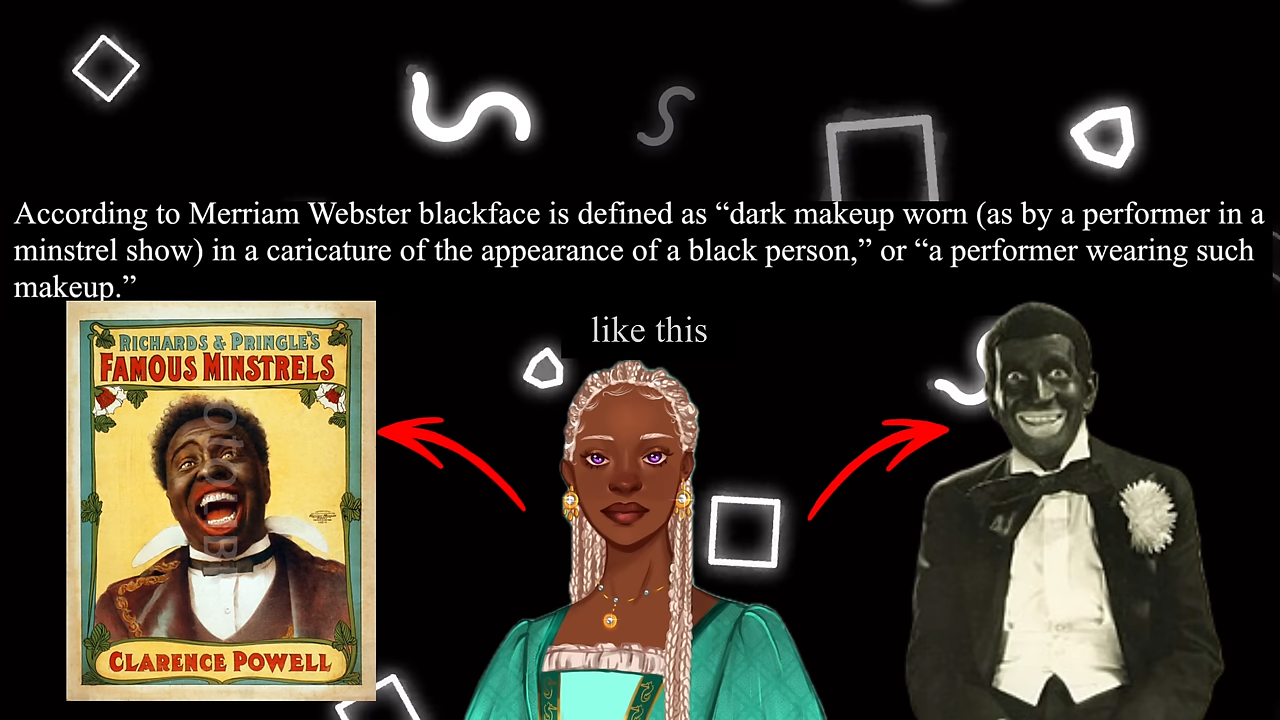 According to Merriam Webster blackface is defined as “dark makeup worn (as by a performer in a
minstrel show) in a caricature of the appearance of a black person,” or “a performer wearing such
makeup.”
like this
RICHARDS & PRINGLE'S
FAMOUS MINSTRELS
CLARENCE POWELL